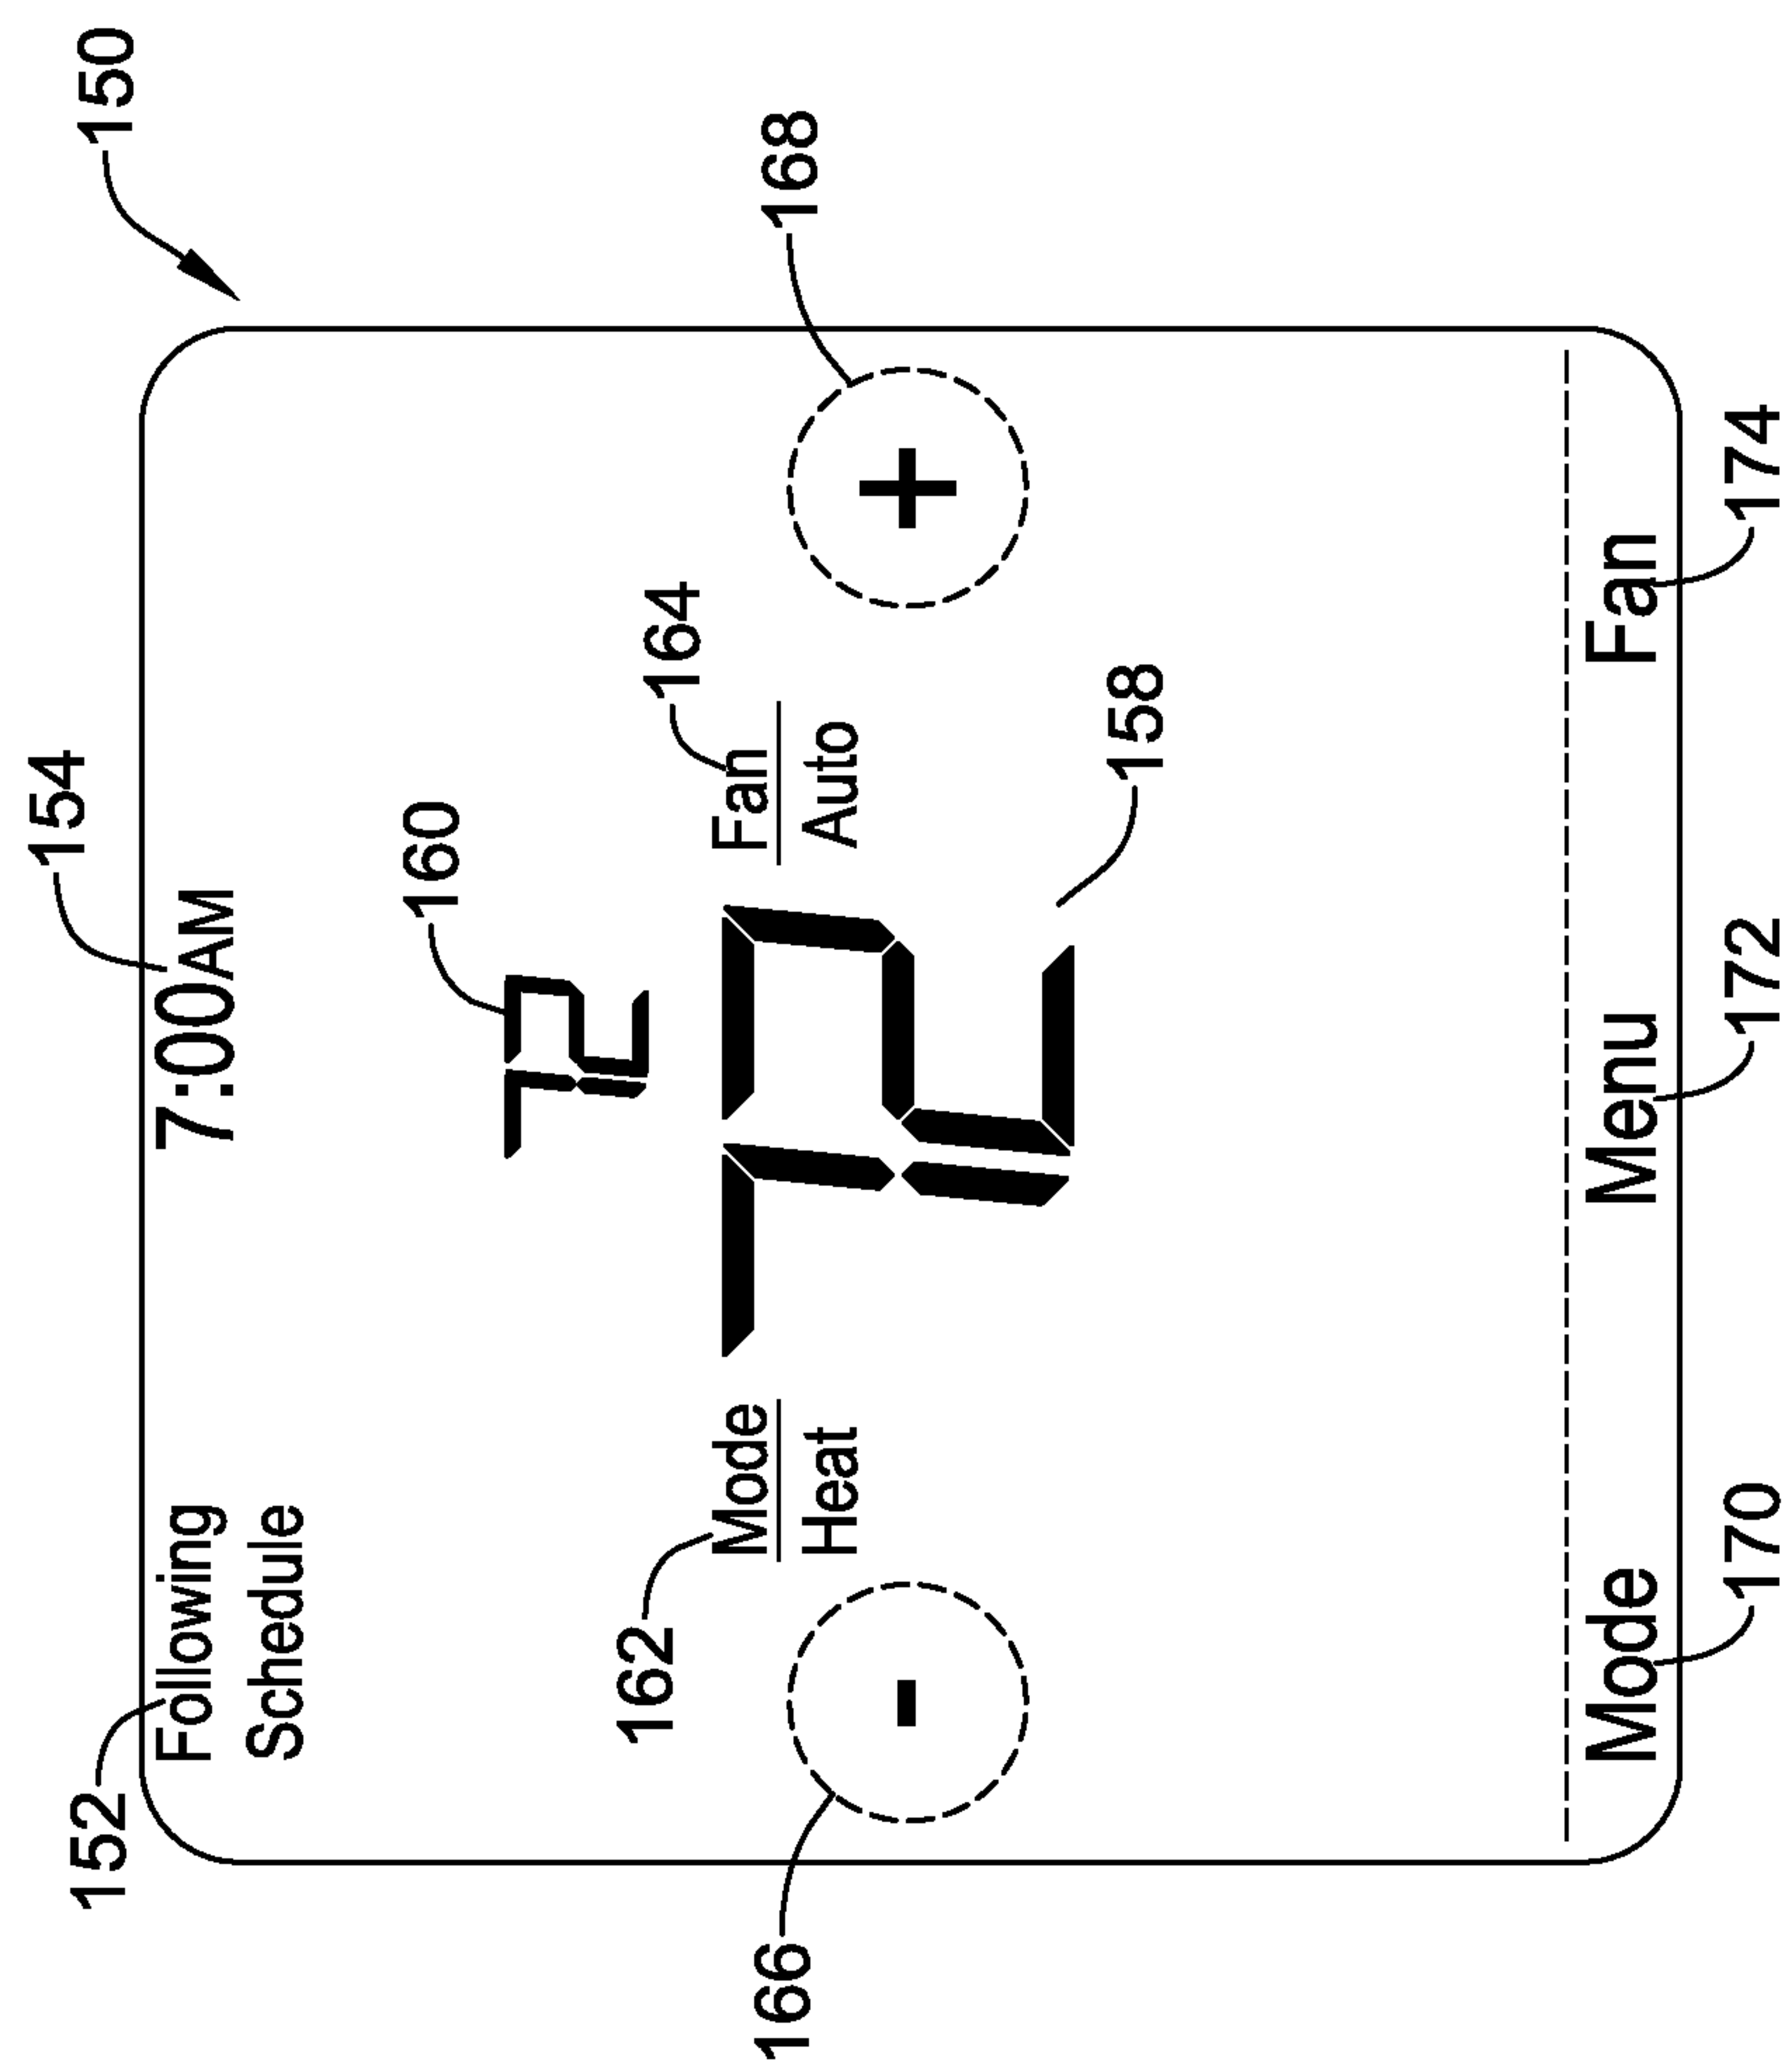 154
152
150
Following 7:00AM
Schedule
160
72
162
164
Mode Fan
166
168
Heat Auto
- 72 +
158
Mode Menu Fan
170 172 174